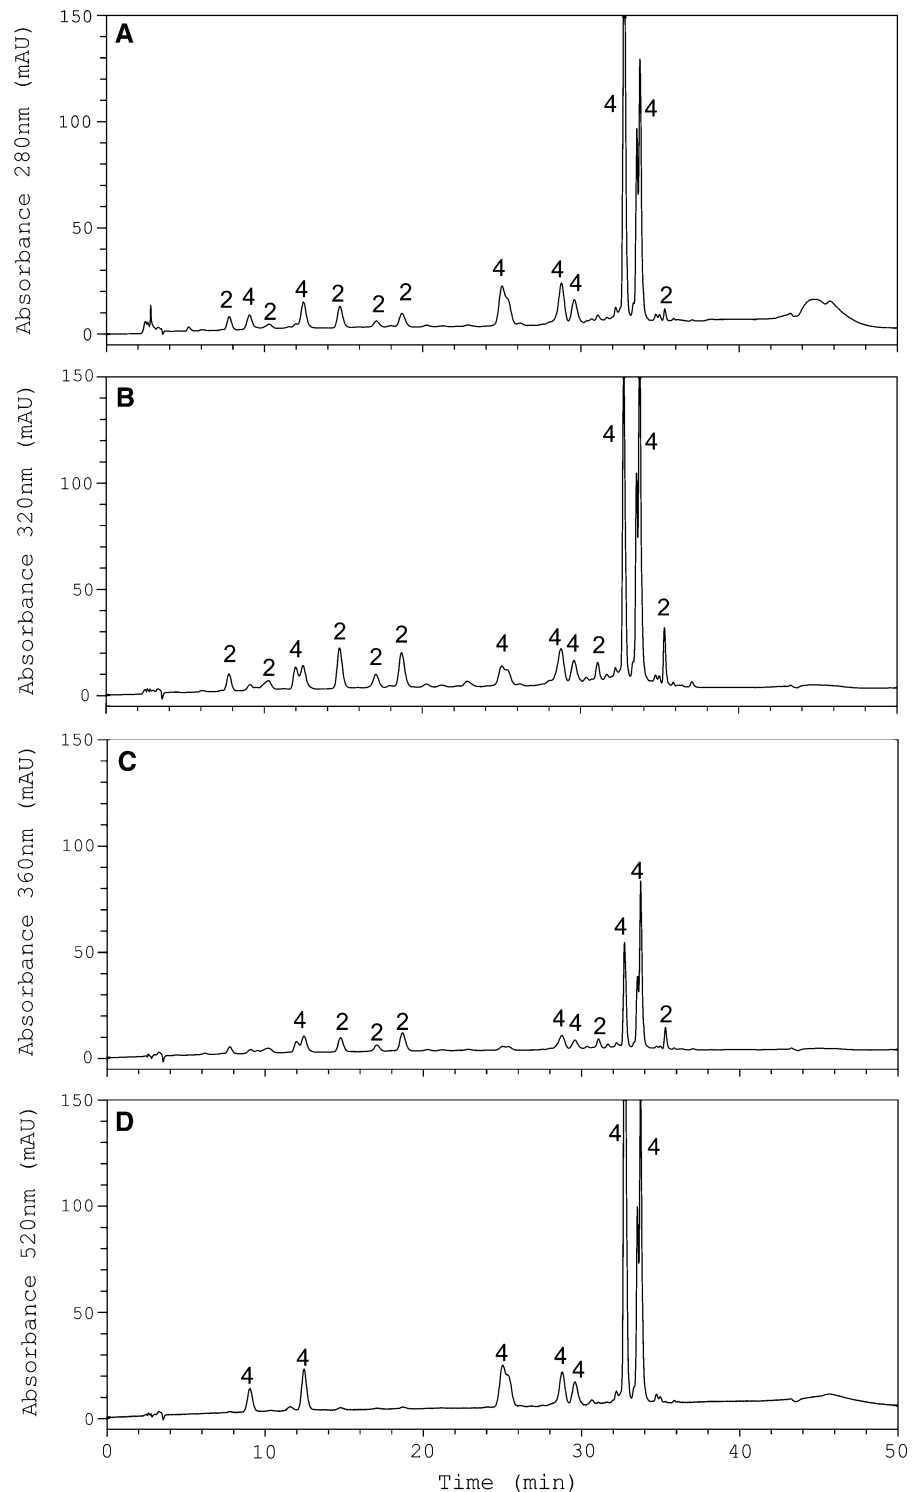 A
Absorbance 280nm (mAU)
150
100
50
0
2 4 2 4 2 2 2 4 4 4 4 4 2
B
Absorbance 320nm (mAU)
150
100
50
0
2 2 4 2 2 2 4 4 4 2 4 4 2
C
Absorbance 360nm (mAU)
150
100
50
0
4 2 2 2 4 4 2 4 4 2
D
Absorbance 520nm (mAU)
150
100
50
0
4 4 4 4 4 4 4
0 10 20 30 40 50
Time (min)